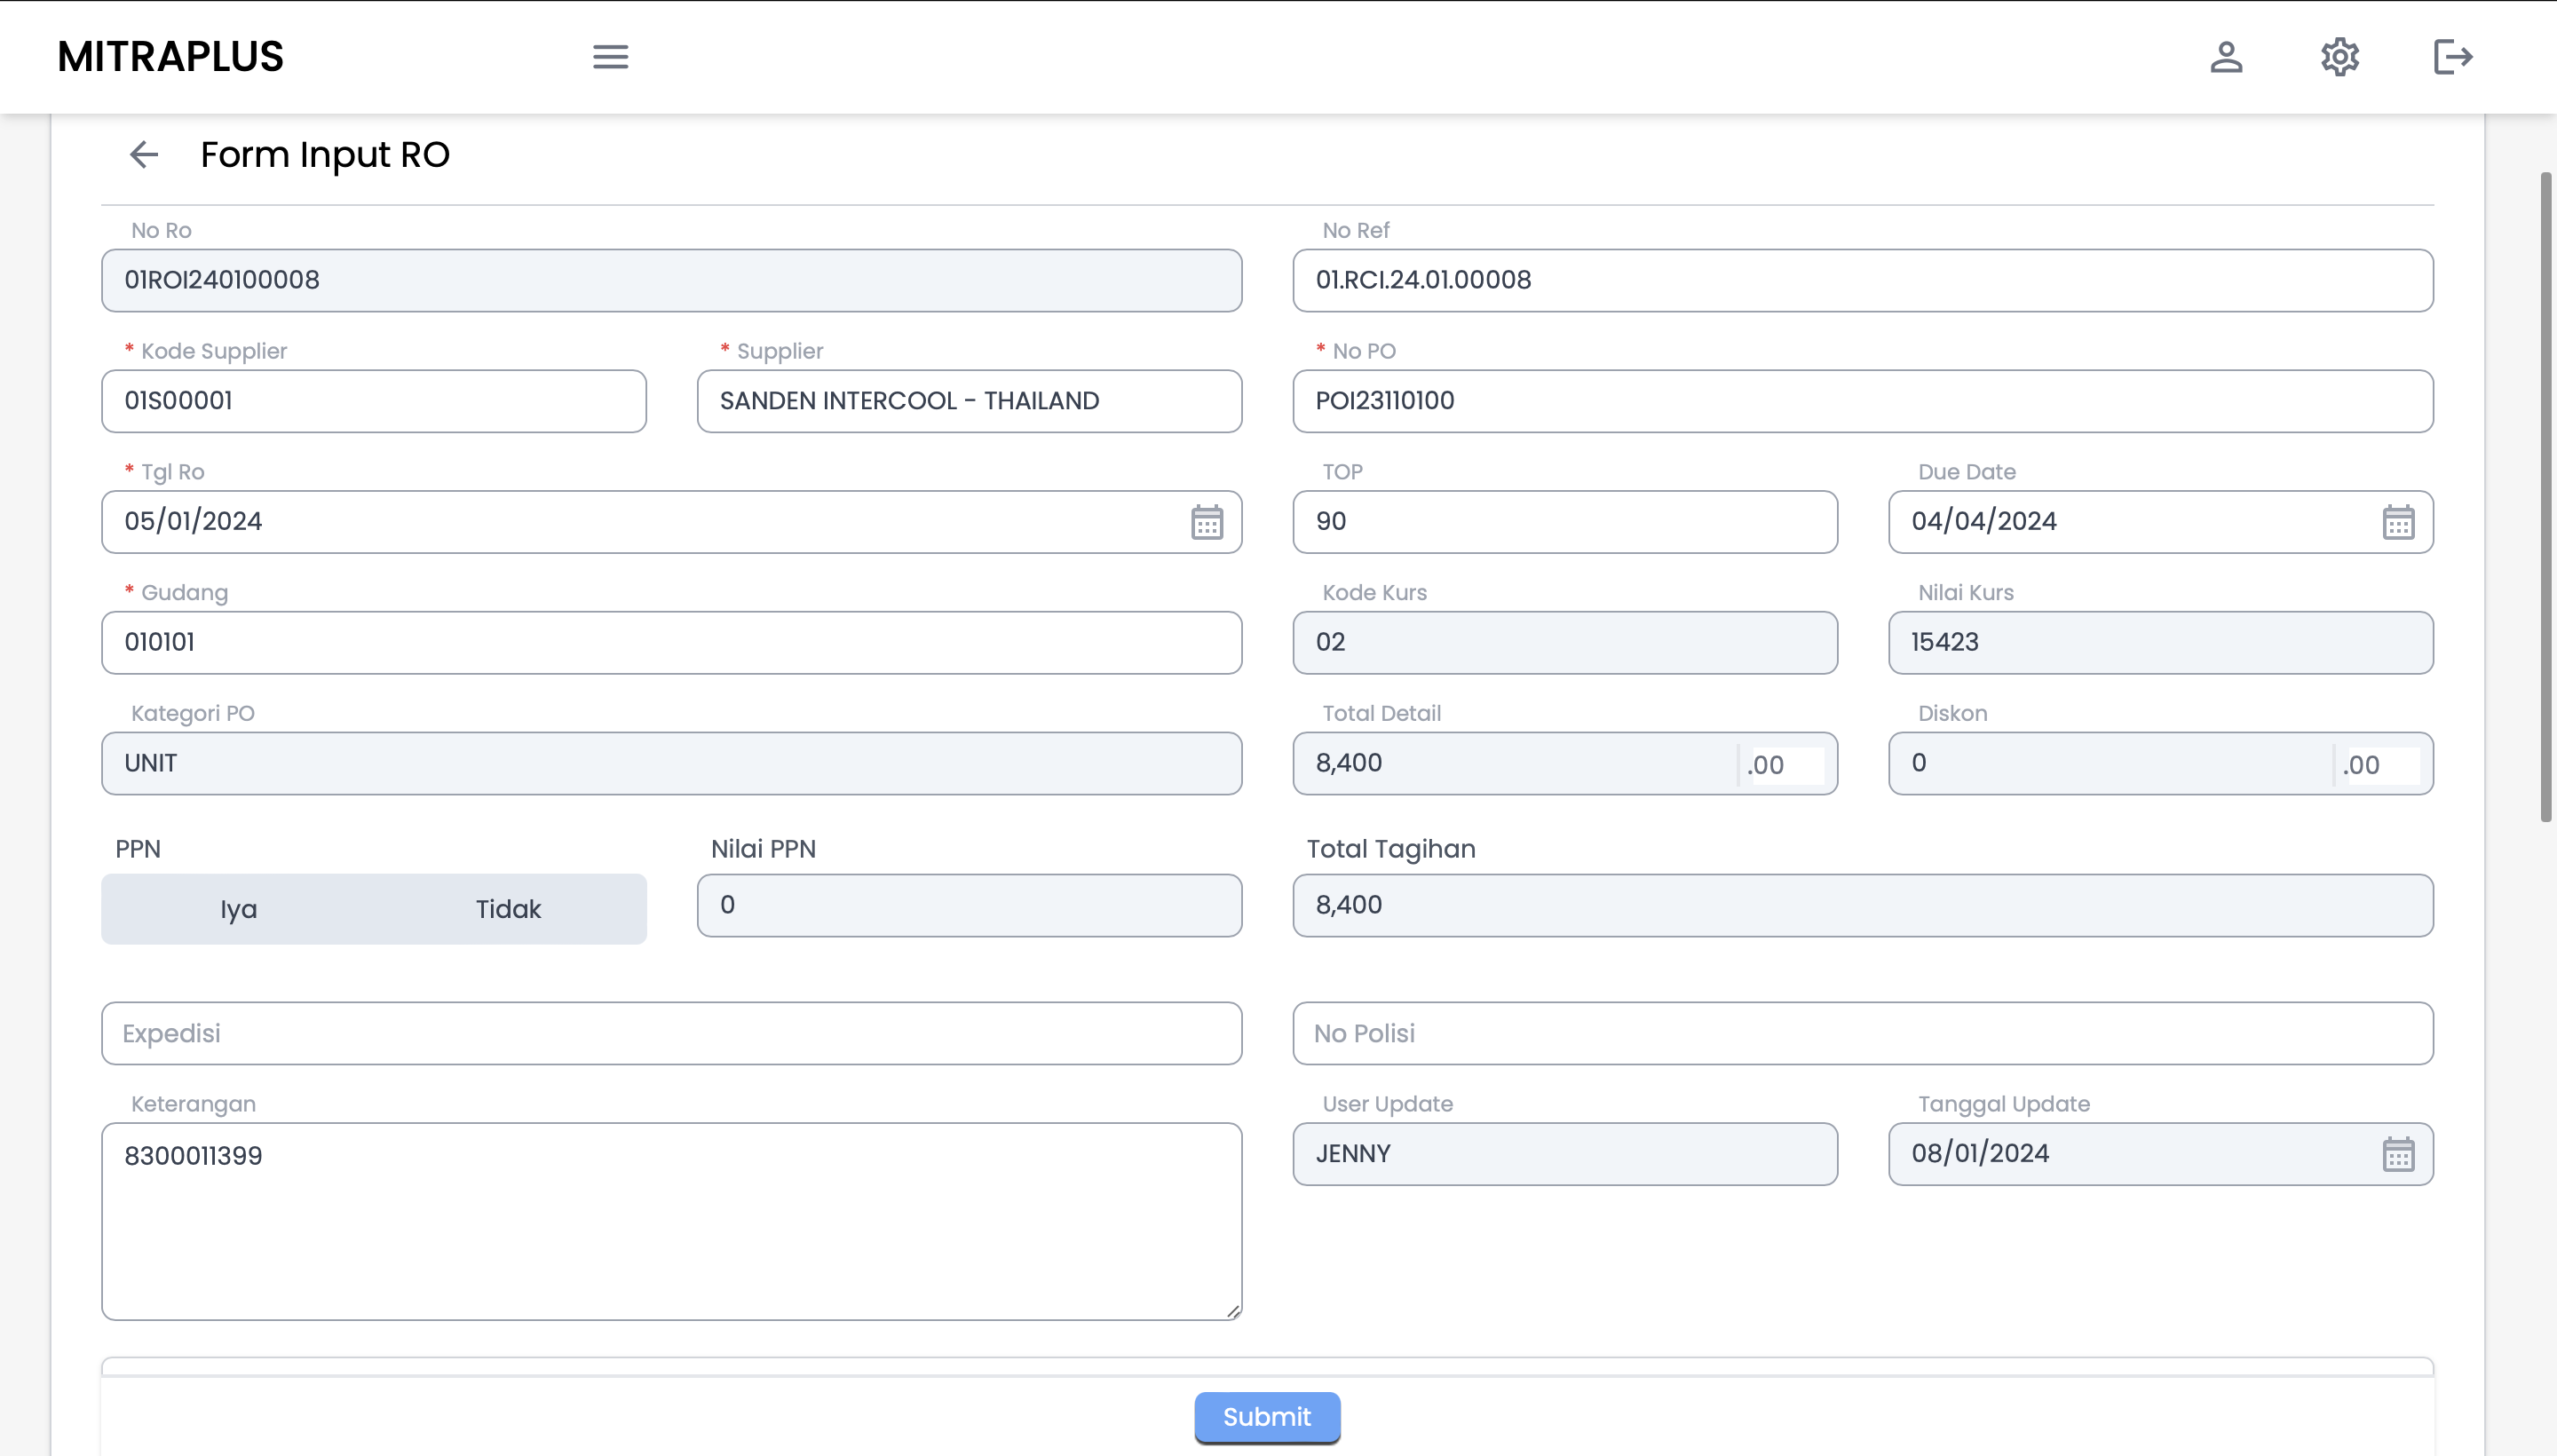 MITRAPLUS
Form Input RO
No Ro
01ROI240100008
No Ref
01.RCI.24.01.00008
* Kode Supplier
01S00001
* Supplier
SANDEN INTERCOOL - THAILAND
* No PO
POI23110100
* Tgl Ro
05/01/2024
TOP
90
Due Date
04/04/2024
* Gudang
010101
Kode Kurs
02
Nilai Kurs
15423
Kategori PO
UNIT
Total Detail
8,400 .00
Diskon
0 .00
PPN
Iya Tidak
Nilai PPN
0
Total Tagihan
8,400
Expedisi
No Polisi
Keterangan
8300011399
User Update
JENNY
Tanggal Update
08/01/2024
Submit